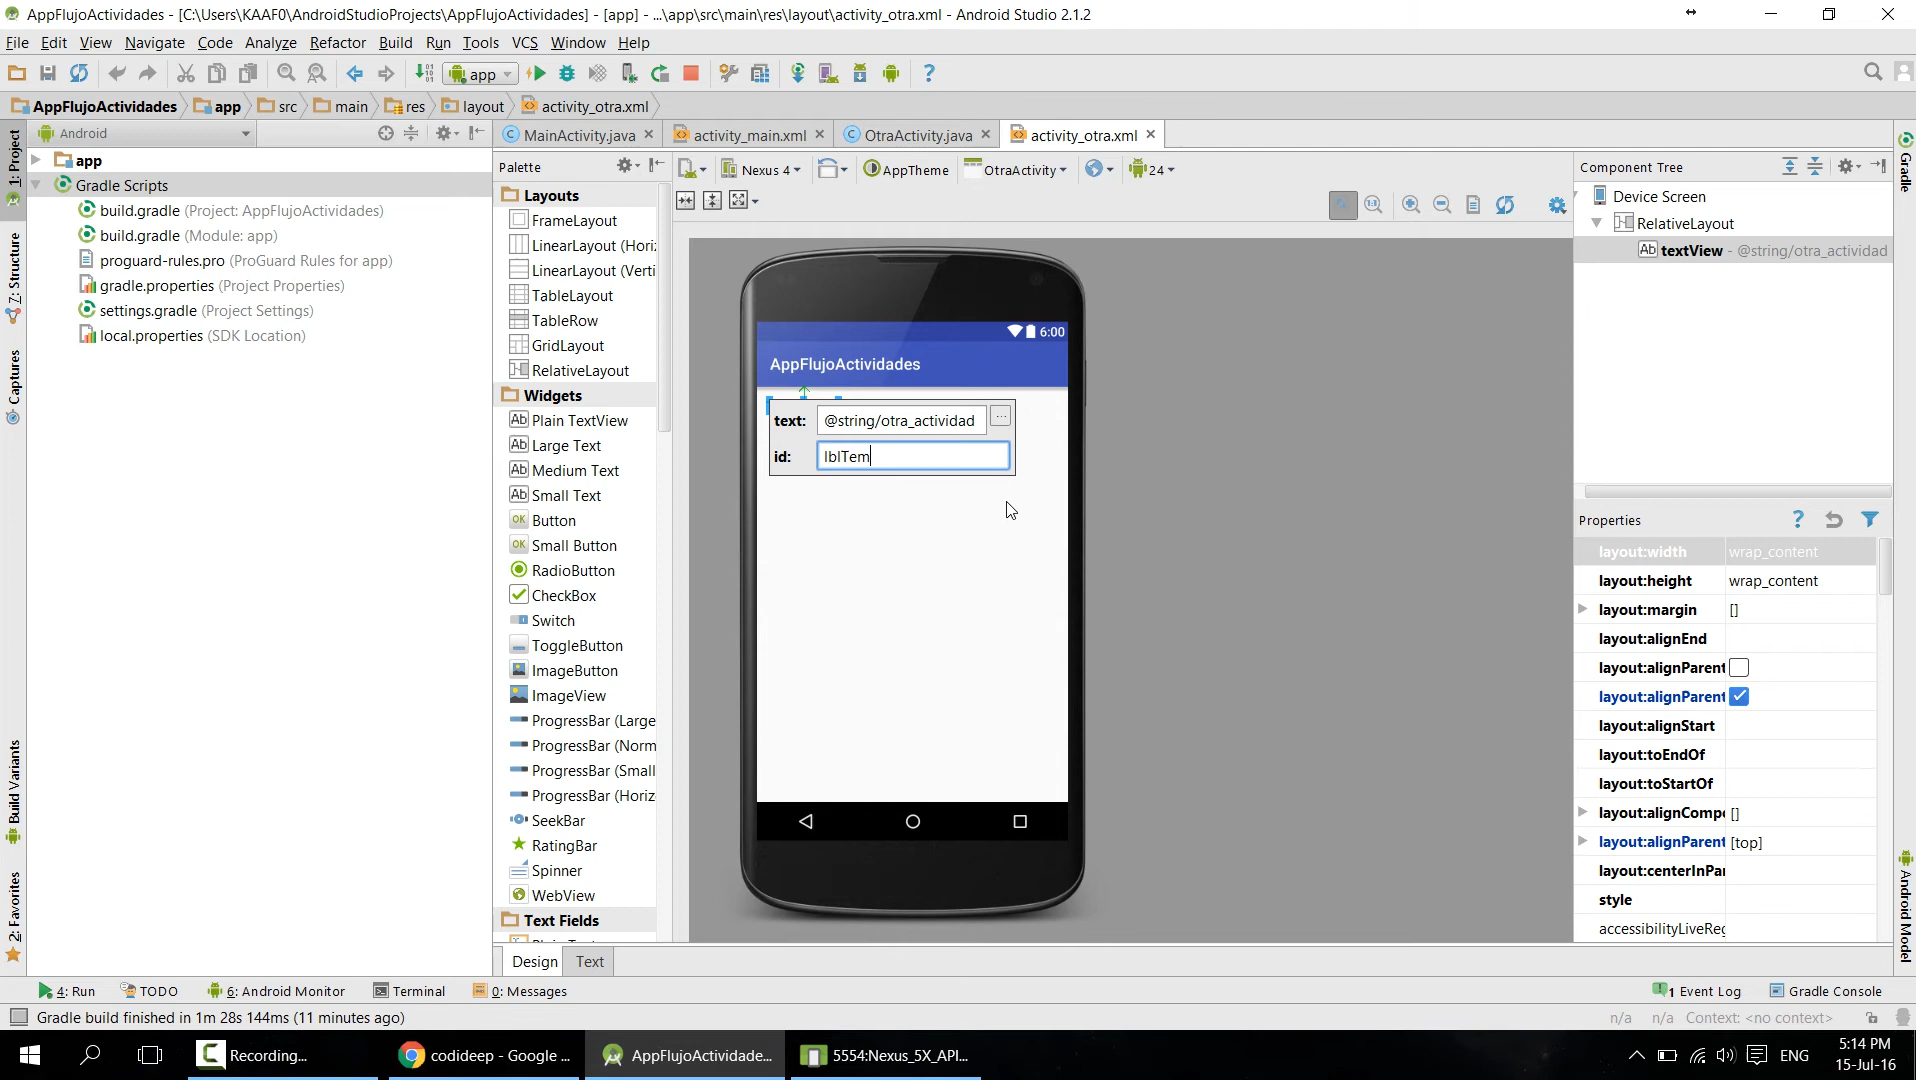 AppFlujoActividades - [C:\Users\KAAF0\AndroidStudioProjects\AppFlujoActividades] - [app] - ...\app\src\main\res\layout\activity_otra.xml - Android Studio 2.1.2
File Edit View Navigate Code Analyze Refactor Build Run Tools VCS Window Help
app
AppFlujoActividades app src main res layout activity_otra.xml
Android
MainActivity.java activity_main.xml OtraActivity.java activity_otra.xml
1: Project
7: Structure
Captures
Build Variants
2: Favorites
app
Gradle Scripts
build.gradle (Project: AppFlujoActividades)
build.gradle (Module: app)
proguard-rules.pro (ProGuard Rules for app)
gradle.properties (Project Properties)
settings.gradle (Project Settings)
local.properties (SDK Location)
Palette
Layouts
FrameLayout
LinearLayout (Hori
LinearLayout (Verti
TableLayout
TableRow
GridLayout
RelativeLayout
Widgets
Plain TextView
Large Text
Medium Text
Small Text
Button
Small Button
RadioButton
CheckBox
Switch
ToggleButton
ImageButton
ImageView
ProgressBar (Large
ProgressBar (Norm
ProgressBar (Small
ProgressBar (Horiz
SeekBar
RatingBar
Spinner
WebView
Text Fields
Nexus 4 AppTheme OtraActivity 24
6:00
AppFlujoActividades
text: @string/otra_actividad ...
id: lblTem
Design Text
Component Tree
Device Screen
RelativeLayout
textView - @string/otra_actividad
Properties
layout:width wrap_content
layout:height wrap_content
layout:margin []
layout:alignEnd
layout:alignParent
layout:alignParent
layout:alignStart
layout:toEndOf
layout:toStartOf
layout:alignCompo []
layout:alignParent [top]
layout:centerInPar
style
accessibilityLiveReg
Gradle
Android Model
4: Run TODO 6: Android Monitor Terminal 0: Messages 1 Event Log Gradle Console
Gradle build finished in 1m 28s 144ms (11 minutes ago) n/a n/a Context: <no context>
Recording... codideep - Google ... AppFlujoActividade... 5554:Nexus_5X_API... ENG 5:14 PM
15-Jul-16